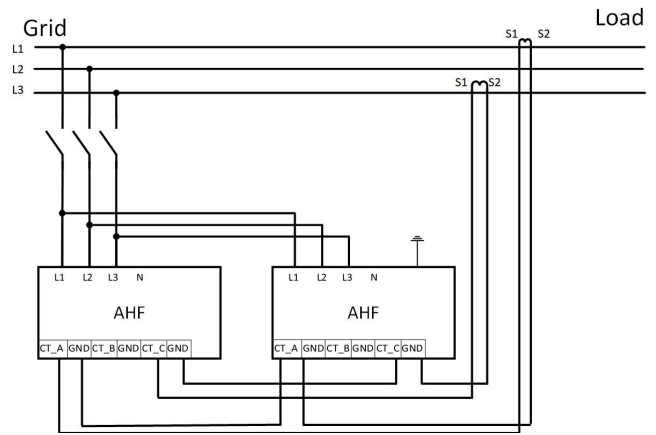 Grid
Load
L1
L2
L3
S1 S2
S1 S2
L1 L2 L3 N
AHF
CT_A GND CT_B GND CT_C GND
L1 L2 L3 N
AHF
CT_A GND CT_B GND CT_C GND